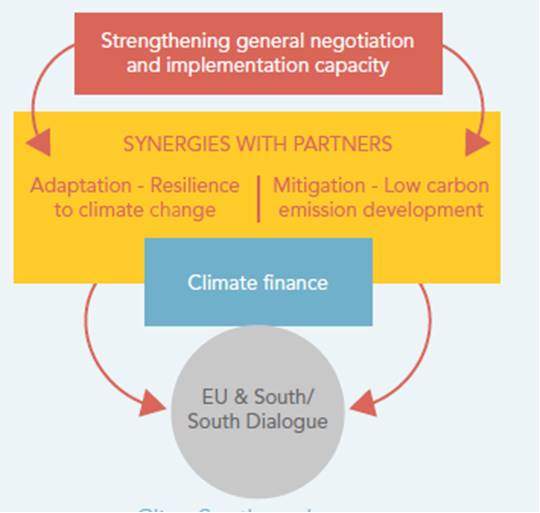 Strengthening general negotiation
and implementation capacity
SYNERGIES WITH PARTNERS
Adaptation - Resilience
to climate change
Mitigation - Low carbon
emission development
Climate finance
EU & South/
South Dialogue